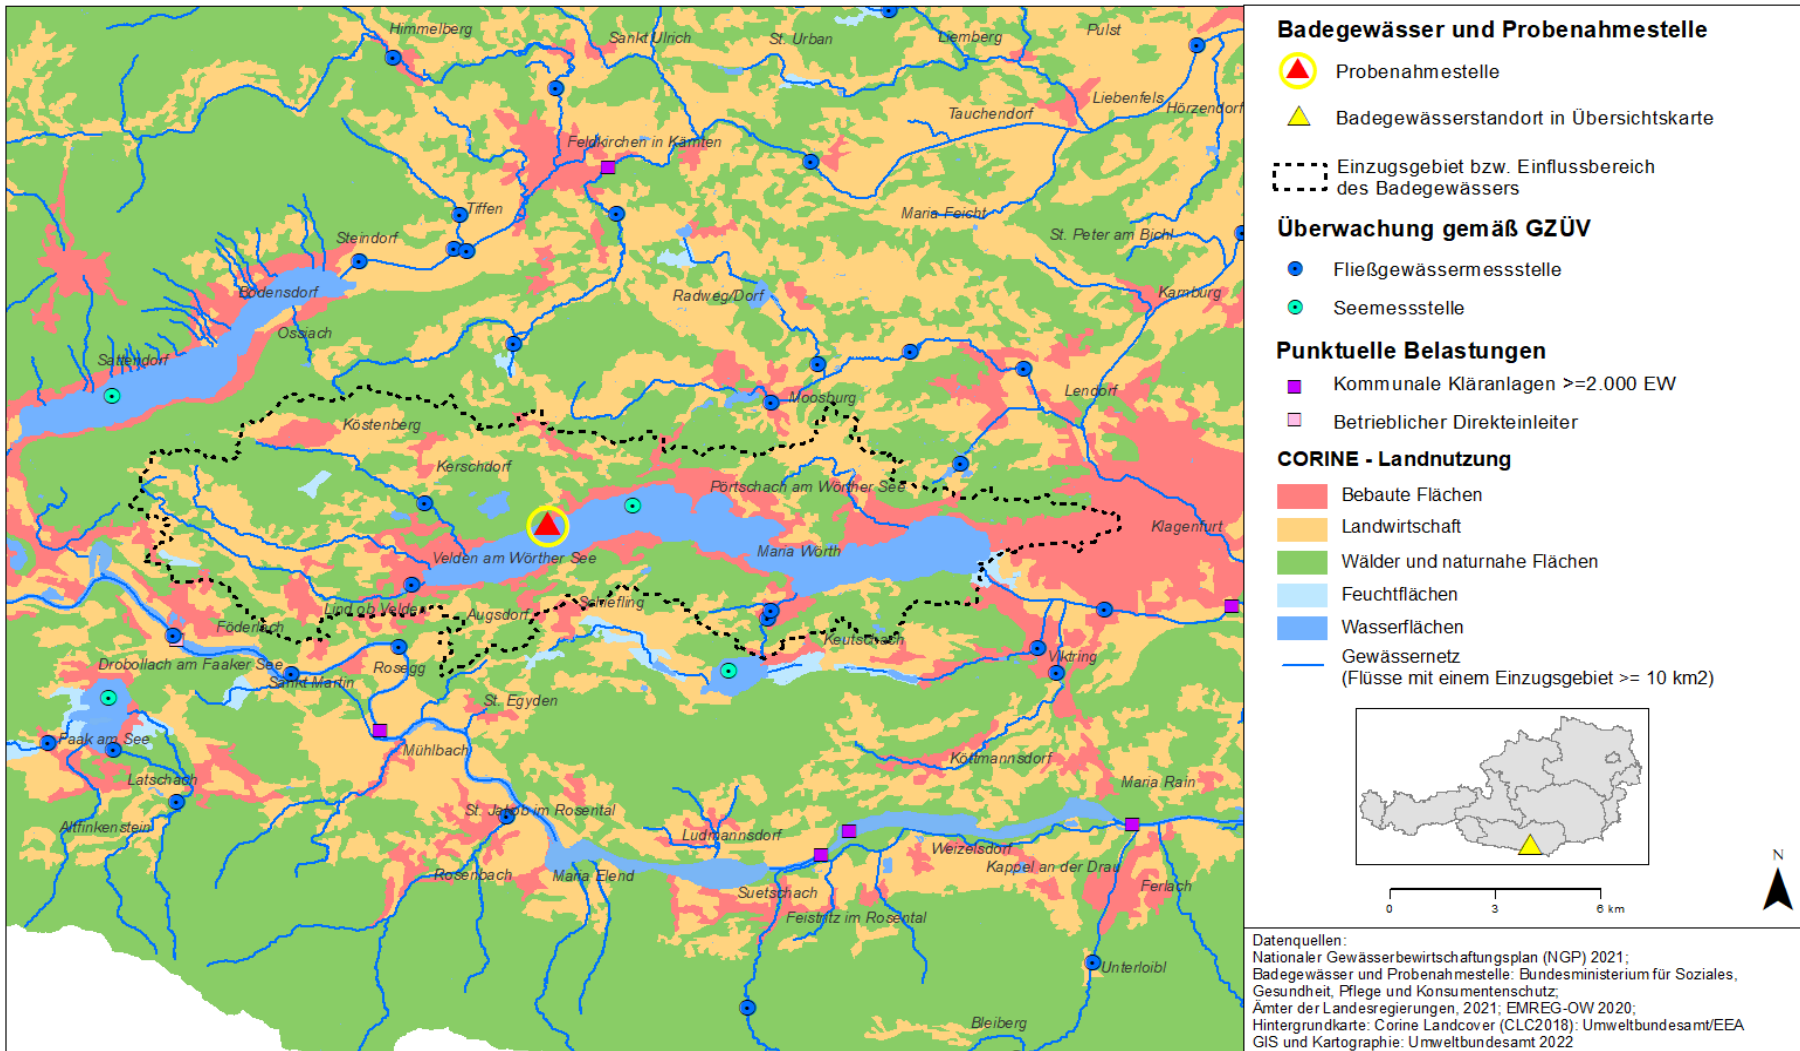 Himmelberg
Sankt Ulrich
St. Urban
Liemberg
Pulst
Liebenfels
Hörzendorf
Tauchendorf
Feldkirchen in Kärnten
Tiffen
Maria Feicht
Steindorf
St. Peter am Bichl
Bodensdorf
Radweg/Dorf
Karnburg
Ossiach
Sattendorf
Lendorf
Moosburg
Köstenberg
Kerschdorf
Pörtschach am Wörther See
Klagenfurt
Velden am Wörther See
Maria Wörth
Lind ob Velden
Augsdorf
Schiefling
Föderlach
Keutschach
Viktring
Drobollach am Faaker See
Rosegg
Sankt Martin
St. Egyden
Faak am See
Mühlbach
Köttmannsdorf
Latschach
Maria Rain
St. Jakob im Rosental
Altfinkenstein
Ludmannsdorf
Weizelsdorf
Kappel an der Drau
Rosenbach
Maria Elend
Suetschach
Ferlach
Feistritz im Rosental
Unterloibl
Bleiberg
Badegewässer und Probenahmestelle
Probenahmestelle
Badegewässerstandort in Übersichtskarte
Einzugsgebiet bzw. Einflussbereich
des Badegewässers
Überwachung gemäß GZÜV
Fließgewässermessstelle
Seemessstelle
Punktuelle Belastungen
Kommunale Kläranlagen >=2.000 EW
Betrieblicher Direkteinleiter
CORINE - Landnutzung
Bebaute Flächen
Landwirtschaft
Wälder und naturnahe Flächen
Feuchtflächen
Wasserflächen
Gewässernetz
(Flüsse mit einem Einzugsgebiet >= 10 km2)
N
0 3 6 km
Datenquellen:
Nationaler Gewässerbewirtschaftungsplan (NGP) 2021;
Badegewässer und Probenahmestelle: Bundesministerium für Soziales,
Gesundheit, Pflege und Konsumentenschutz;
Ämter der Landesregierungen, 2021; EMREG-OW 2020;
Hintergrundkarte: Corine Landcover (CLC2018): Umweltbundesamt/EEA
GIS und Kartographie: Umweltbundesamt 2022